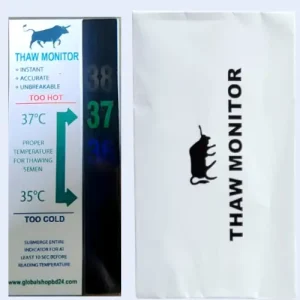 THAW MONITOR
• INSTANT
• ACCURATE
• UNBREAKABLE
TOO HOT
37°C
PROPER
TEMPERATURE
FOR THAWING
SEMEN
35°C
TOO COLD
SUBMERGE ENTIRE
INDICATOR FOR AT
LEAST 10 SEC BEFORE
READING TEMPERATURE
www.globalshopbd24.com
38
37
36
THAW MONITOR